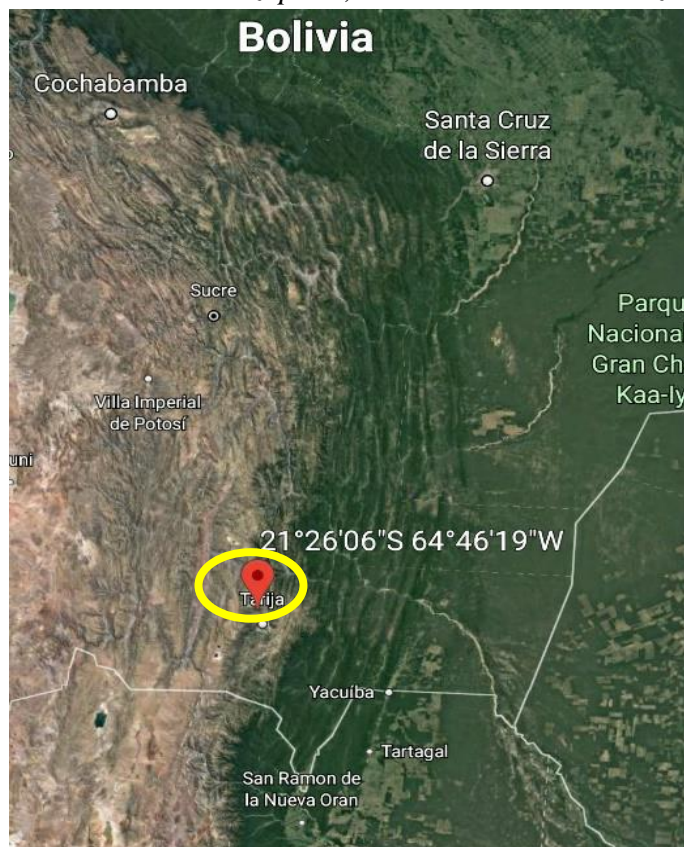 Bolivia
Cochabamba
Santa Cruz
de la Sierra
Sucre
Parqu
Naciona
Gran Ch
Kaa-Iy
Villa Imperial
de Potosí
uni
21°26'06"S 64°46'19"W
Tarija
Yacuíba
Tartagal
San Ramon de
la Nueva Oran